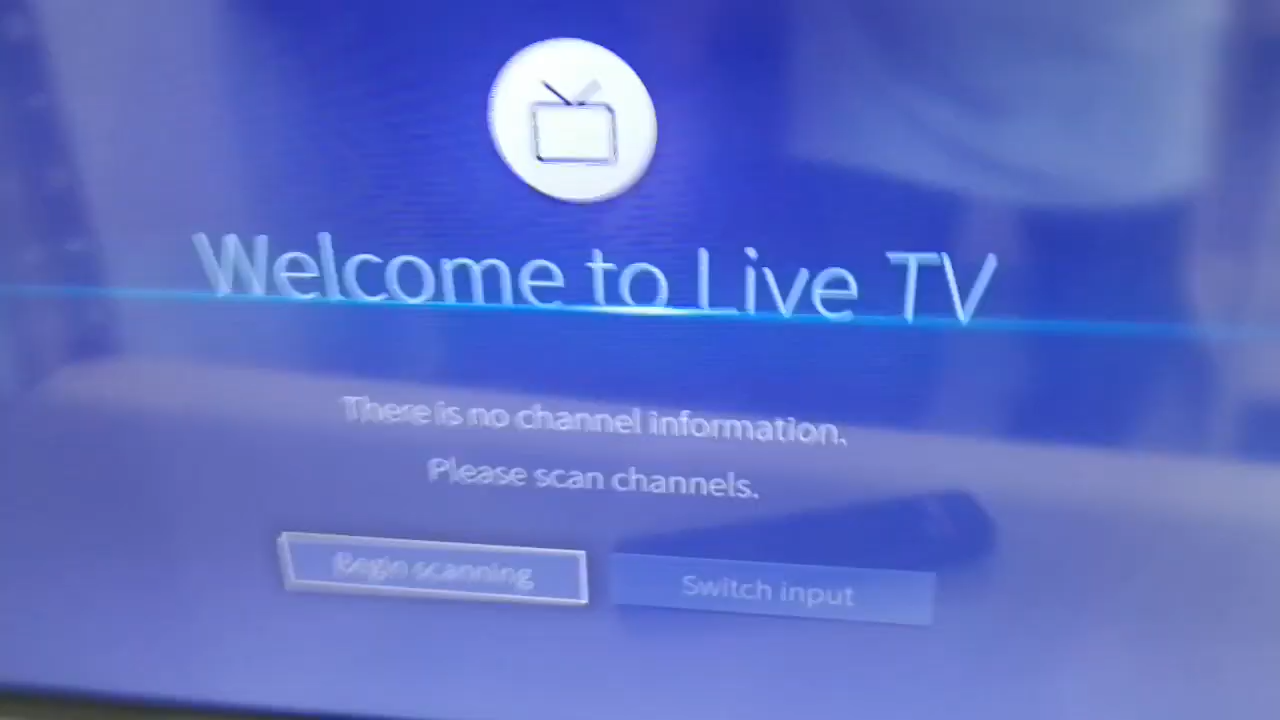 Welcome to Live TV
There is no channel information.
Please scan channels.
Begin scanning
Switch input